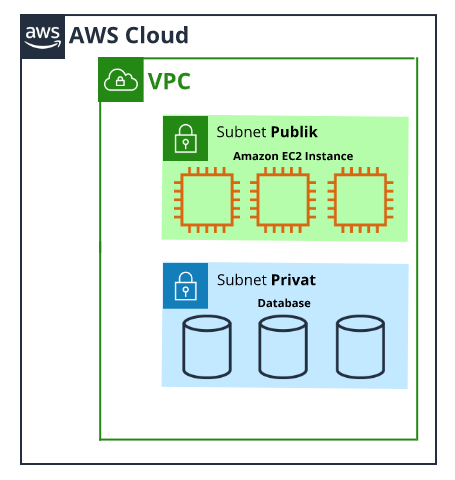 aws
AWS Cloud
VPC
Subnet Publik
Amazon EC2 Instance
Subnet Privat
Database